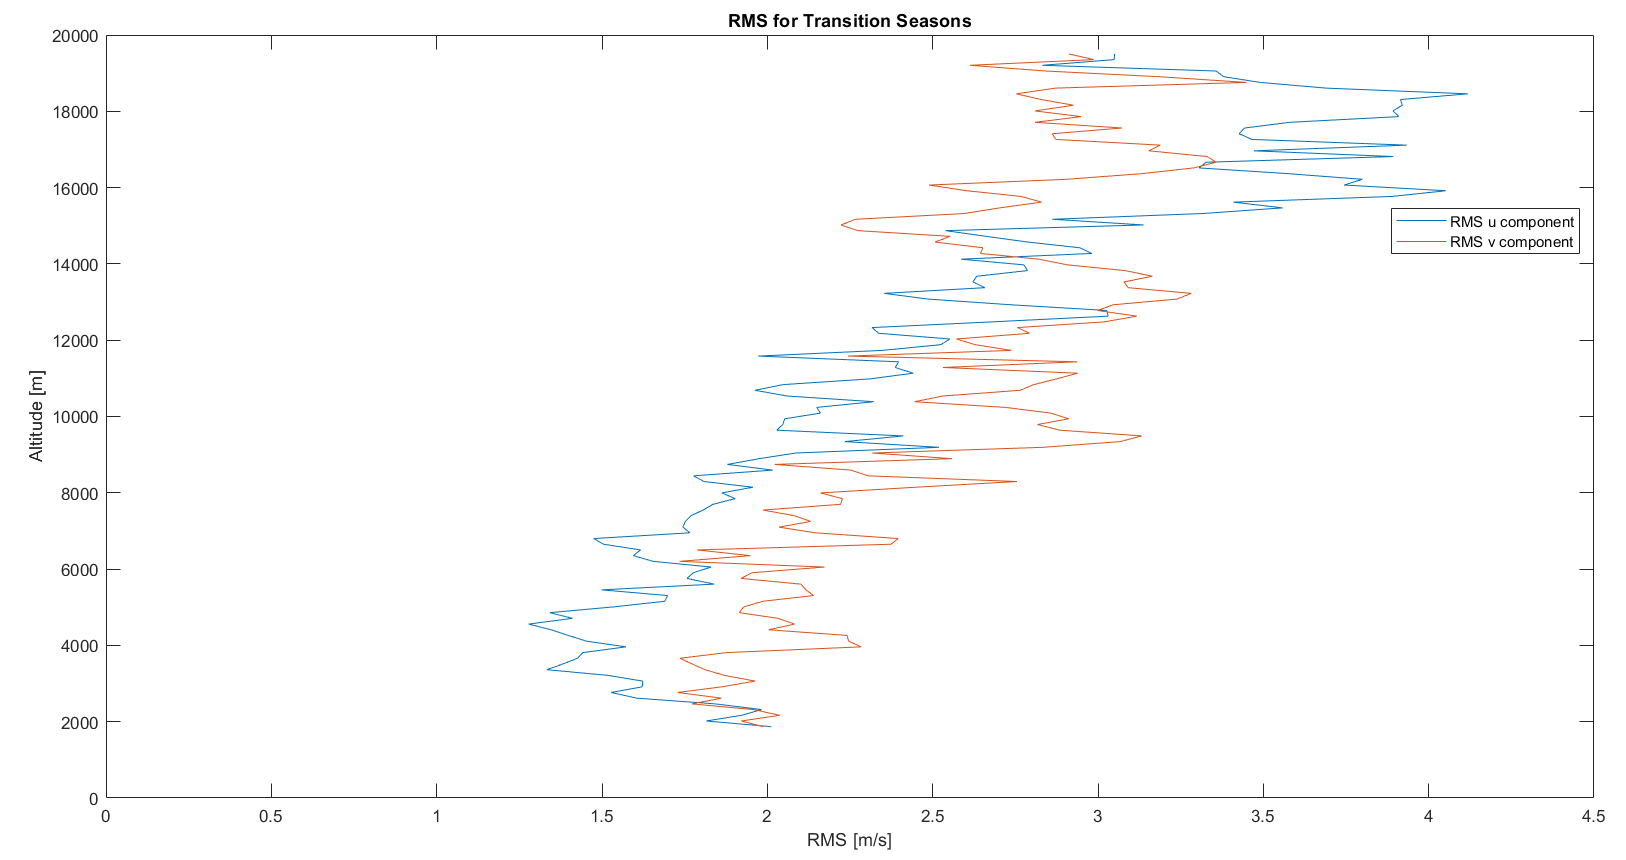 RMS for Transition Seasons
20000
18000
16000
14000
12000
10000
8000
6000
4000
2000
0
Altitude [m]
RMS u component
RMS v component
0 0.5 1 1.5 2 2.5 3 3.5 4 4.5
RMS [m/s]